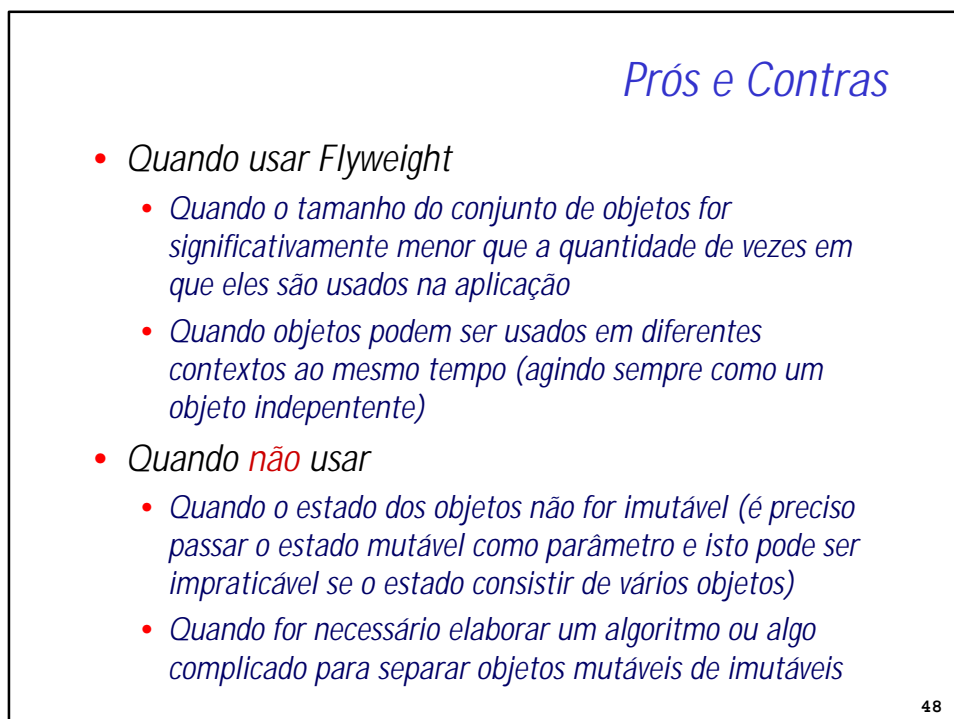 Prós e Contras
• Quando usar Flyweight
• Quando o tamanho do conjunto de objetos for
significativamente menor que a quantidade de vezes em
que eles são usados na aplicação
• Quando objetos podem ser usados em diferentes
contextos ao mesmo tempo (agindo sempre como um
objeto indepentente)
• Quando não usar
• Quando o estado dos objetos não for imutável (é preciso
passar o estado mutável como parâmetro e isto pode ser
impraticável se o estado consistir de vários objetos)
• Quando for necessário elaborar um algoritmo ou algo
complicado para separar objetos mutáveis de imutáveis
48